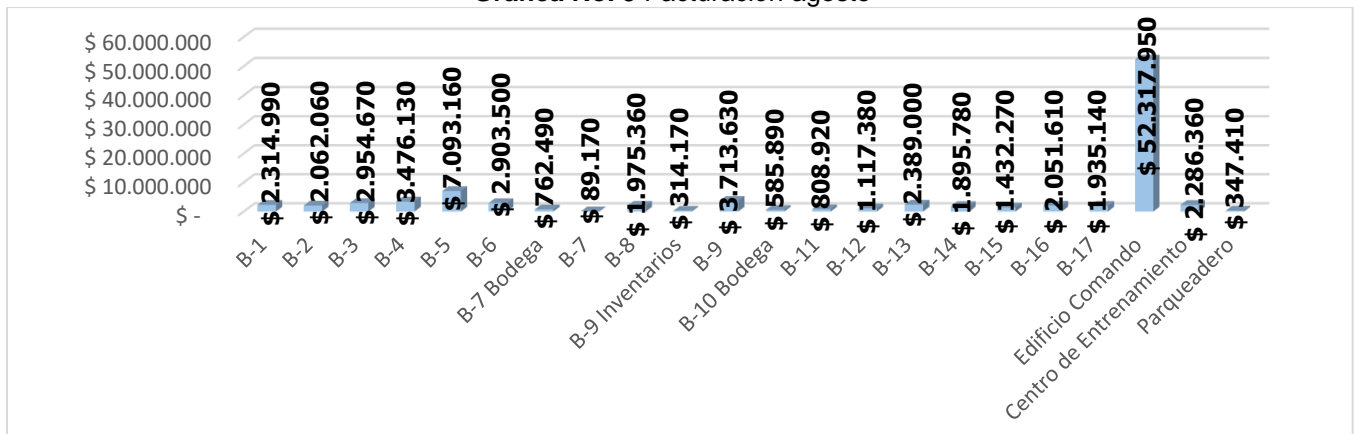 $ 60.000.000
$ 50.000.000
$ 40.000.000
$ 30.000.000
$ 20.000.000
$ 10.000.000
$ -
$ 2.314.990
$ 2.062.060
$ 2.954.670
$ 3.476.130
$ 7.093.160
$ 2.903.500
$ 762.490
$ 89.170
$ 1.975.360
$ 314.170
$ 3.713.630
$ 585.890
$ 808.920
$ 1.117.380
$ 2.389.000
$ 1.895.780
$ 1.432.270
$ 2.051.610
$ 1.935.140
$ 52.317.950
$ 2.286.360
$ 347.410
B-1
B-2
B-3
B-4
B-5
B-6
B-7 Bodega
B-7
B-8
B-9 Inventarios
B-9
B-10 Bodega
B-11
B-12
B-13
B-14
B-15
B-16
B-17
Edificio Comando
Centro de Entrenamiento
Parqueadero